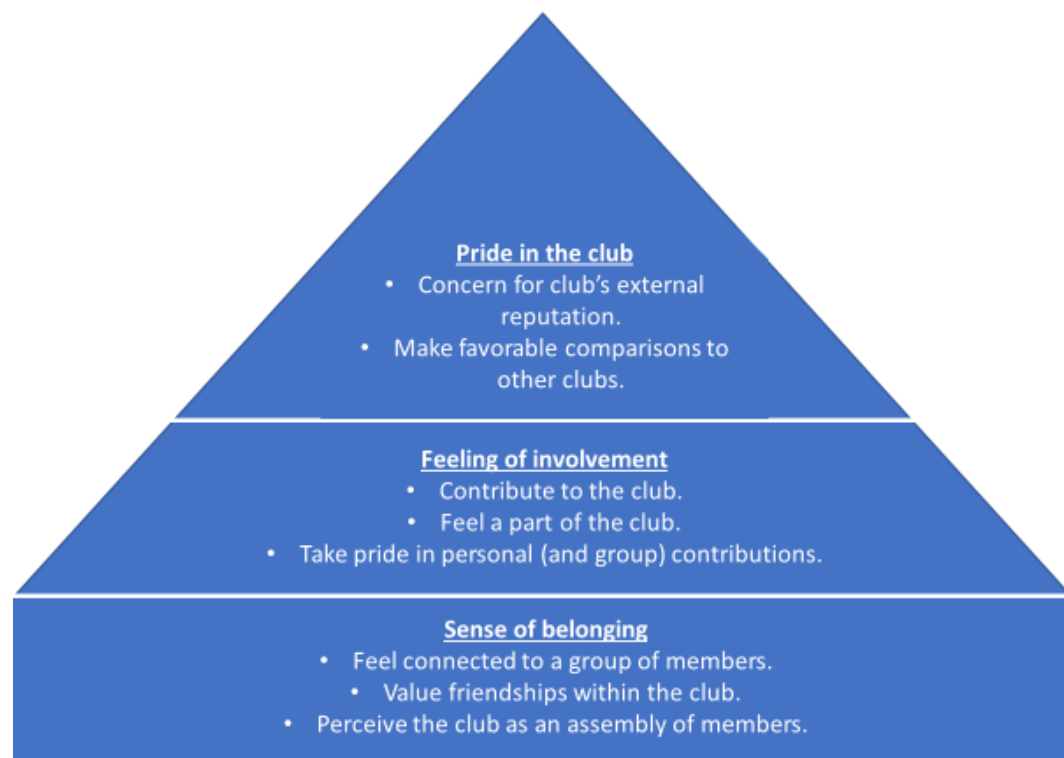 Pride in the club
• Concern for club's external
reputation.
• Make favorable comparisons to
other clubs.
Feeling of involvement
• Contribute to the club.
• Feel a part of the club.
• Take pride in personal (and group) contributions.
Sense of belonging
• Feel connected to a group of members.
• Value friendships within the club.
• Perceive the club as an assembly of members.